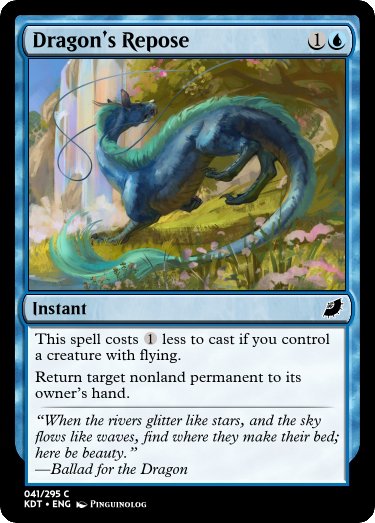 Dragon's Repose 1
Instant
This spell costs 1 less to cast if you control
a creature with flying.
Return target nonland permanent to its
owner's hand.
“When the rivers glitter like stars, and the sky
flows like waves, find where they make their bed;
here be beauty.”
—Ballad for the Dragon
041/295 C
KDT • ENG Pinguinolog